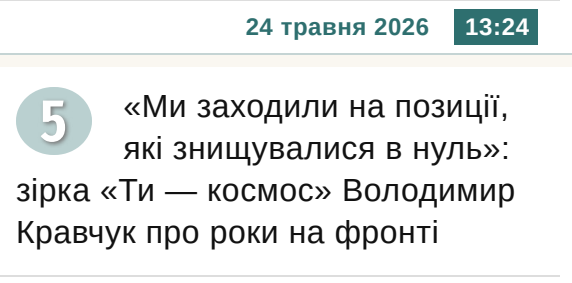 24 травня 2026 13:24
5
«Ми заходили на позиції,
які знищувалися в нуль»:
зірка «Ти — космос» Володимир
Кравчук про роки на фронті